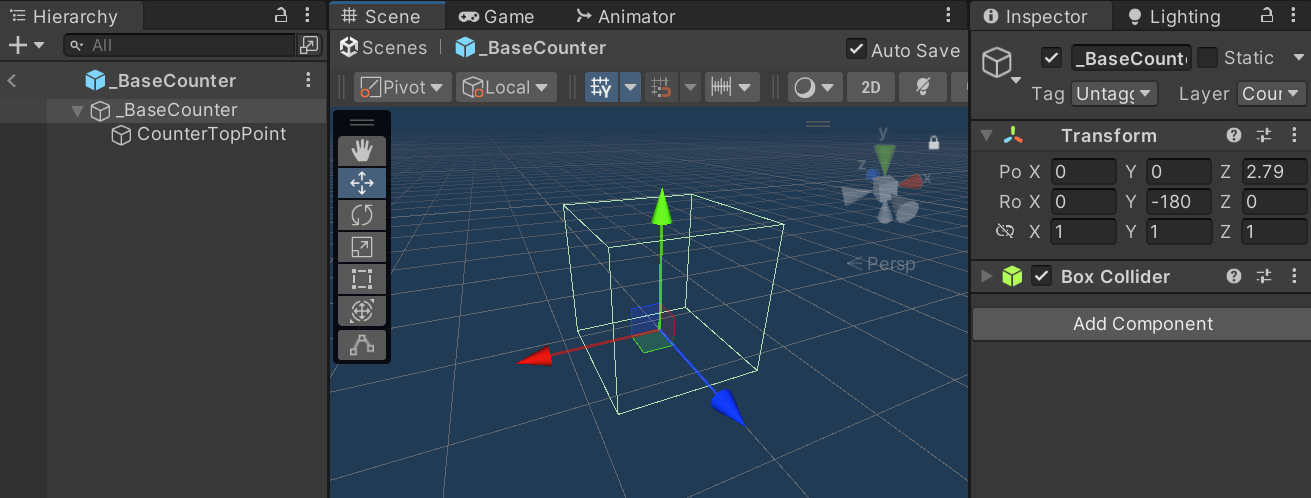 Hierarchy
All
_BaseCounter
_BaseCounter
CounterTopPoint
Scene Game Animator
Scenes _BaseCounter Auto Save
Pivot Local 2D
y
z
x
Persp
Inspector Lighting
_BaseCount Static
Tag Untagg Layer Cour
Transform
Po X 0 Y 0 Z 2.79
Ro X 0 Y -180 Z 0
X 1 Y 1 Z 1
Box Collider
Add Component